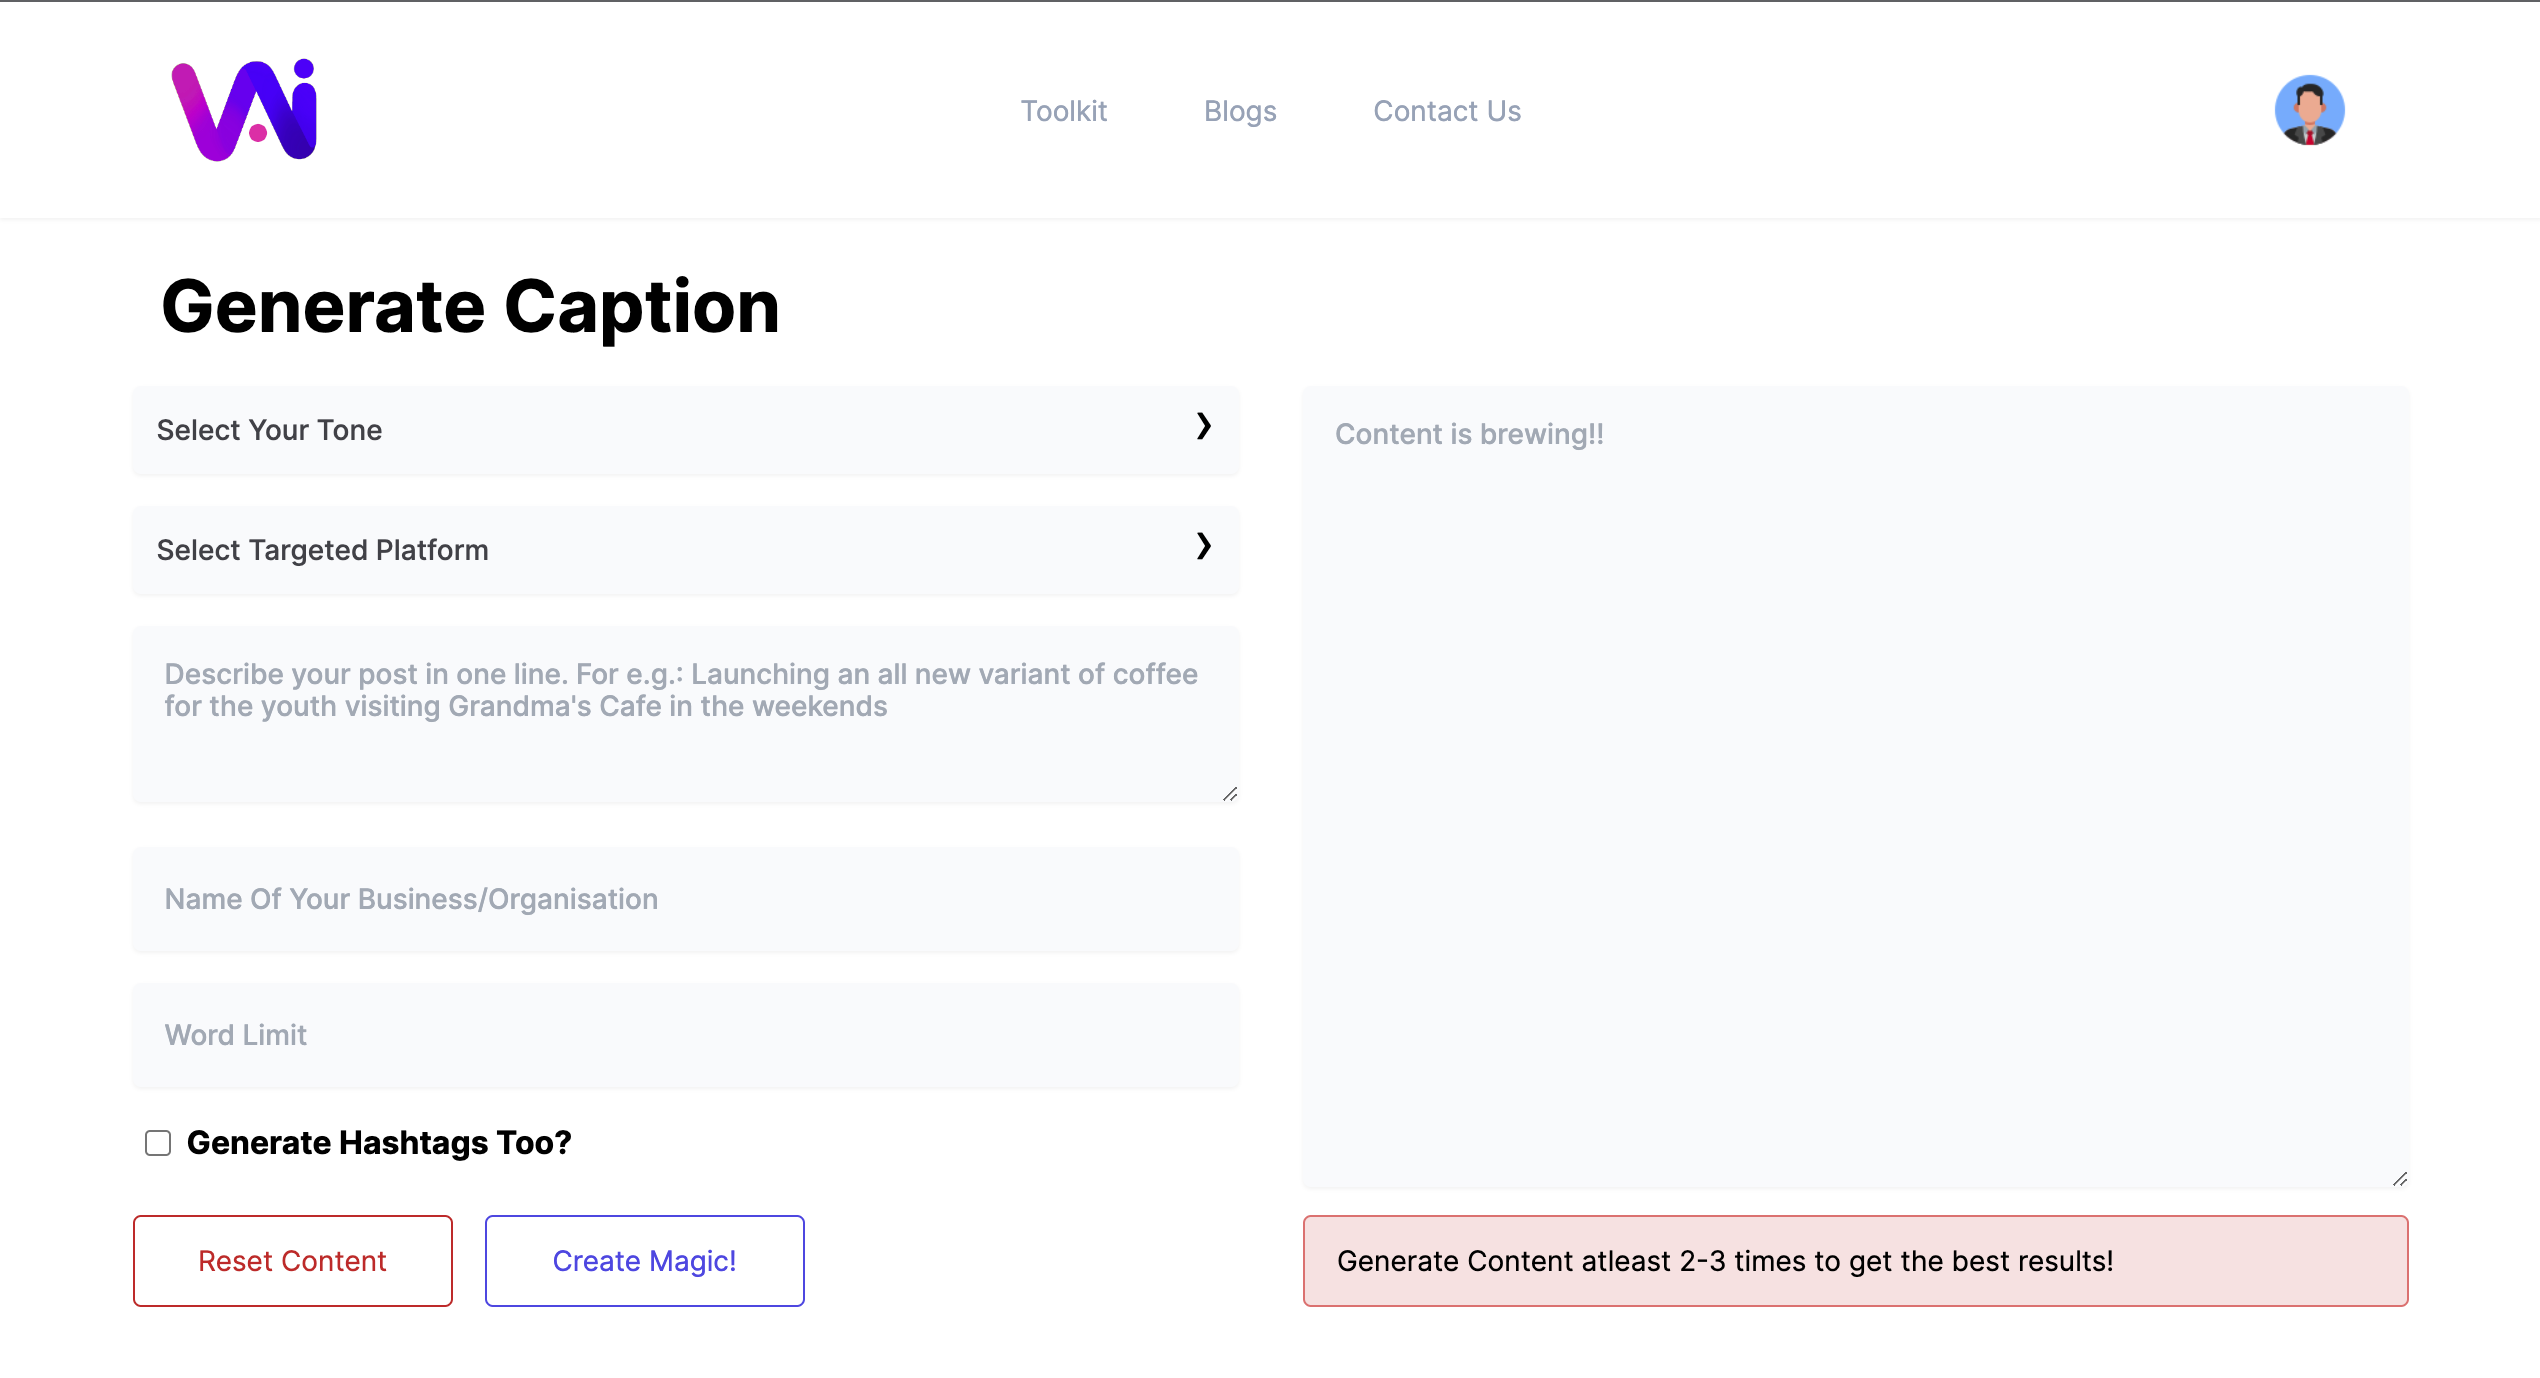 VAi
Toolkit
Blogs
Contact Us
Generate Caption
Select Your Tone
Select Targeted Platform
Describe your post in one line. For e.g.: Launching an all new variant of coffee
for the youth visiting Grandma's Cafe in the weekends
Name Of Your Business/Organisation
Word Limit
Generate Hashtags Too?
Reset Content
Create Magic!
Content is brewing!!
Generate Content atleast 2-3 times to get the best results!